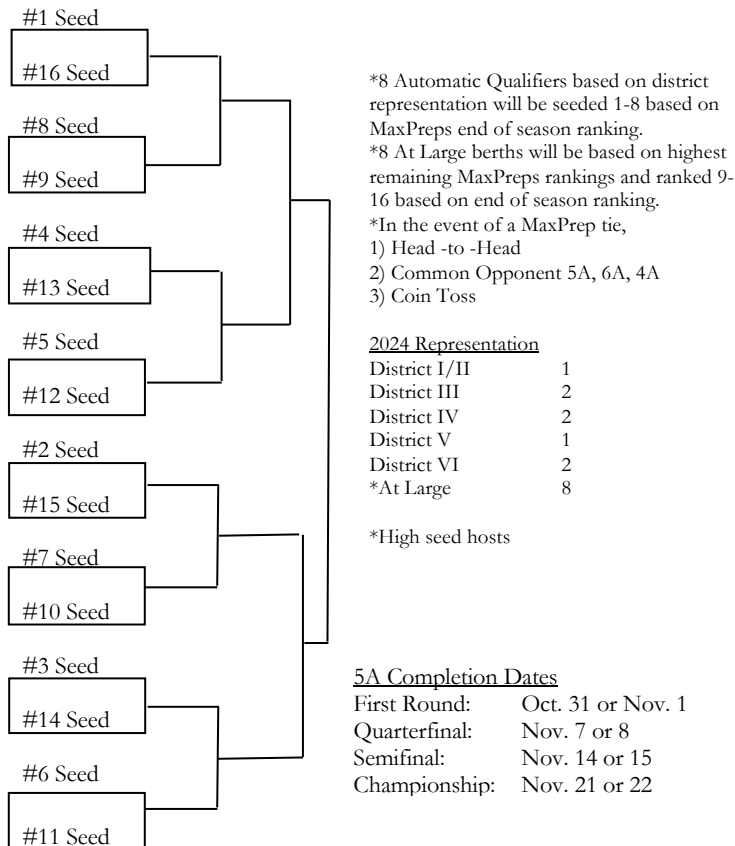 #1 Seed
#16 Seed
#8 Seed
#9 Seed
#4 Seed
#13 Seed
#5 Seed
#12 Seed
#2 Seed
#15 Seed
#7 Seed
#10 Seed
#3 Seed
#14 Seed
#6 Seed
#11 Seed
*8 Automatic Qualifiers based on district
representation will be seeded 1-8 based on
MaxPreps end of season ranking.
*8 At Large berths will be based on highest
remaining MaxPreps rankings and ranked 9-
16 based on end of season ranking.
*In the event of a MaxPrep tie,
1) Head -to -Head
2) Common Opponent 5A, 6A, 4A
3) Coin Toss
2024 Representation
District I/II 1
District III 2
District IV 2
District V 1
District VI 2
*At Large 8
*High seed hosts
5A Completion Dates
First Round: Oct. 31 or Nov. 1
Quarterfinal: Nov. 7 or 8
Semifinal: Nov. 14 or 15
Championship: Nov. 21 or 22